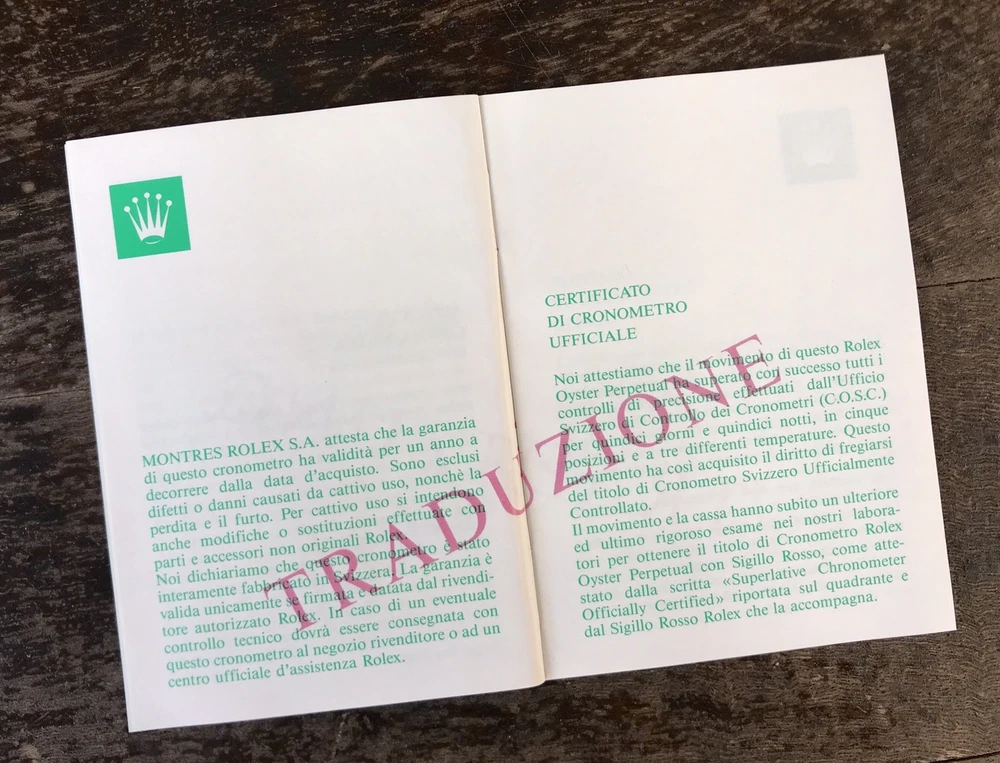 MONTRES ROLEX S.A. attesta che la garanzia
di questo cronometro ha validità per un anno a
decorrere dalla data d'acquisto. Sono esclusi
difetti o danni causati da cattivo uso, nonchè la
perdita e il furto. Per cattivo uso si intendono
anche modifiche o sostituzioni effettuate con
parti e accessori non originali Rolex.
Noi dichiariamo che questo cronometro è stato
interamente fabbricato in Svizzera. La garanzia è
valida unicamente se firmata e datata dal rivendi-
tore autorizzato Rolex. In caso di un eventuale
controllo tecnico dovrà essere consegnata con
questo cronometro al negozio rivenditore o ad un
centro ufficiale d'assistenza Rolex.
CERTIFICATO
DI CRONOMETRO
UFFICIALE
Noi attestiamo che il movimento di questo Rolex
Oyster Perpetual ha superato con successo tutti i
controlli di precisione effettuati dall'Ufficio
Svizzero di Controllo dei Cronometri (C.O.S.C.)
per quindici giorni e quindici notti, in cinque
posizioni e a tre differenti temperature. Questo
movimento ha così acquisito il diritto di fregiarsi
del titolo di Cronometro Svizzero Ufficialmente
Controllato.
Il movimento e la cassa hanno subito un ulteriore
ed ultimo rigoroso esame nei nostri labora-
tori per ottenere il titolo di Cronometro Rolex
Oyster Perpetual con Sigillo Rosso, come atte-
stato dalla scritta «Superlative Chronometer
Officially Certified» riportata sul quadrante e
dal Sigillo Rosso Rolex che la accompagna.
TRADUZIONE